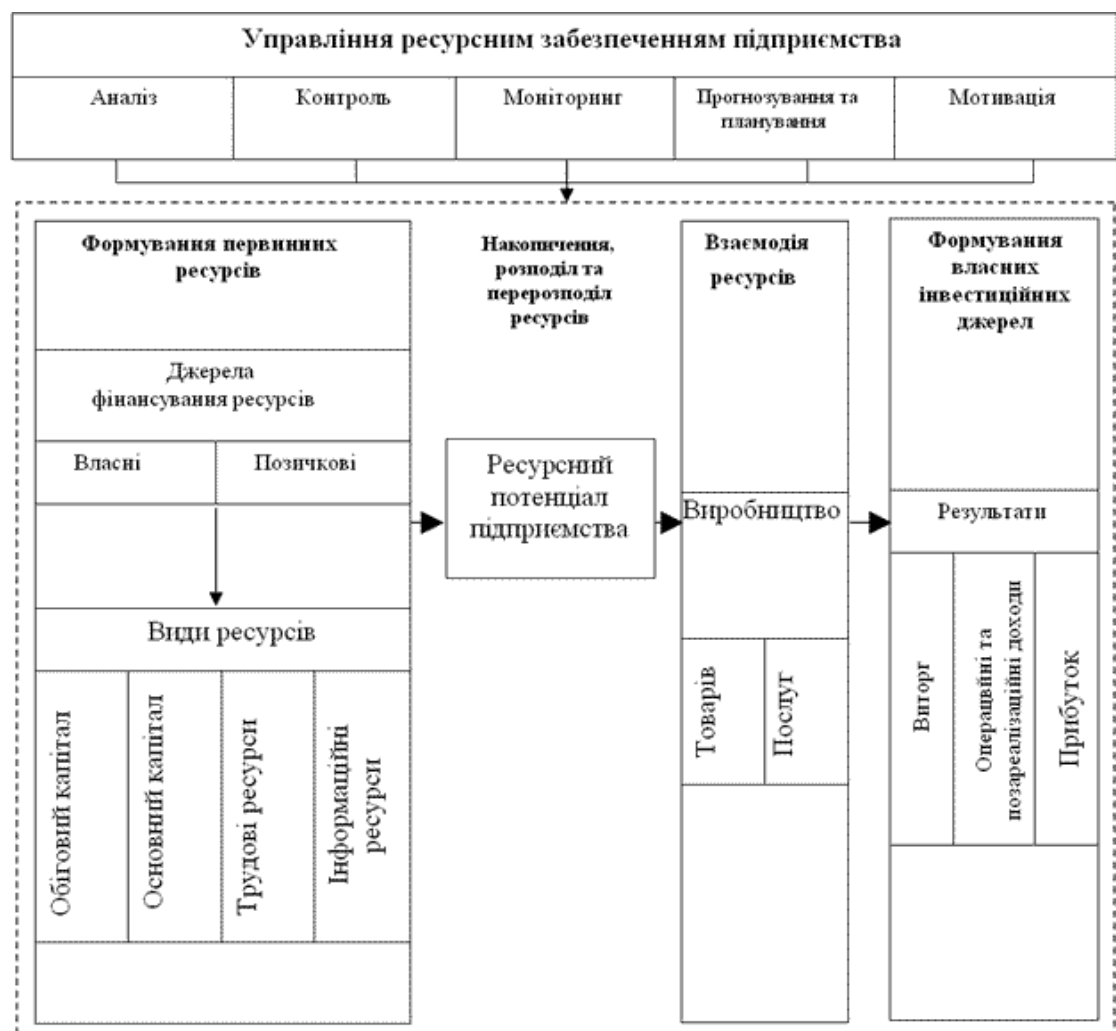 Управління ресурсним забезпеченням підприємства
Аналіз
Контроль
Моніторинг
Прогнозування та
планування
Мотивація
Формування первинних
ресурсів
Джерела
фінансування ресурсів
Власні
Позичкові
Види ресурсів
Обіговий капітал
Основний капітал
Трудові ресурси
Інформаційні
ресурси
Накопичення,
розподіл та
перерозподіл
ресурсів
Ресурсний
потенціал
підприємства
Взаємодія
ресурсів
Виробництво
Товарів
Послуг
Формування
власних
інвестиційних
джерел
Результати
Виторг
Операвйні та
позареалізаційні доходи
Прибуток